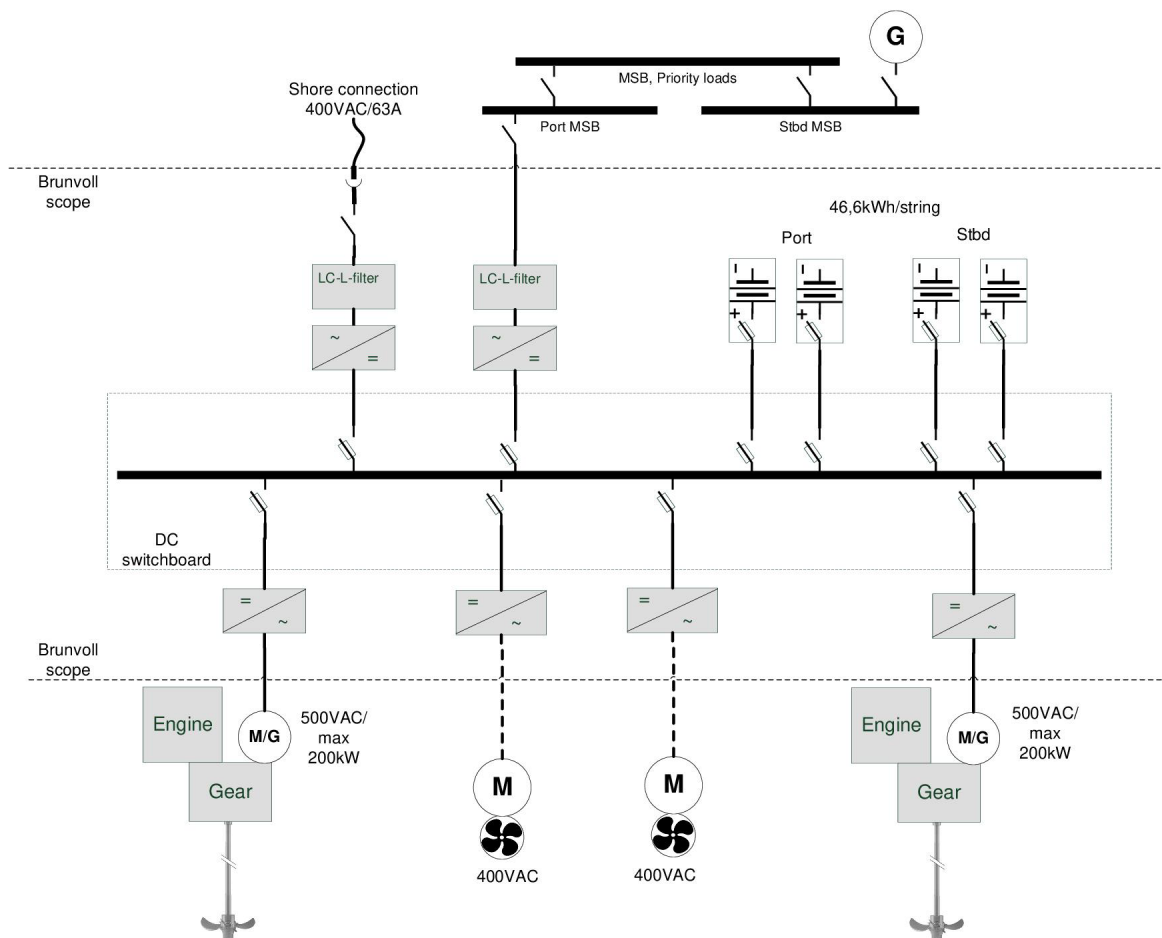 G
MSB, Priority loads
Shore connection
400VAC/63A
Port MSB
Stbd MSB
Brunvoll
scope
46,6kWh/string
Port
Stbd
LC-L-filter
LC-L-filter
~
=
~
=
+
+
+
+
DC
switchboard
=
~
=
~
=
~
=
~
Brunvoll
scope
Engine
M/G
500VAC/
max
200kW
Gear
M
400VAC
M
400VAC
Engine
M/G
500VAC/
max
200kW
Gear